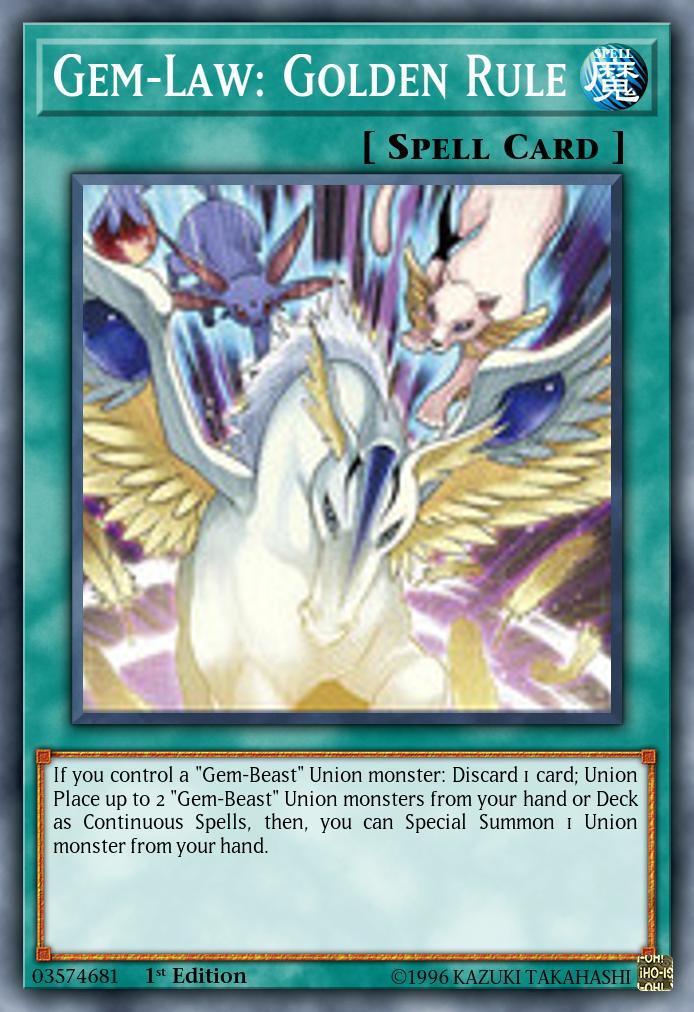 Gem-Law: Golden Rule
SPELL
魔
[ Spell Card ]
If you control a "Gem-Beast" Union monster: Discard 1 card; Union
Place up to 2 "Gem-Beast" Union monsters from your hand or Deck
as Continuous Spells, then, you can Special Summon 1 Union
monster from your hand.
03574681 1st Edition ©1996 KAZUKI TAKAHASHI